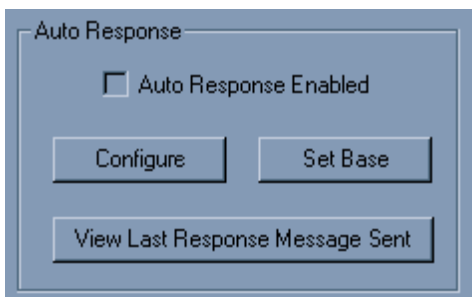 Auto Response
Auto Response Enabled
Configure Set Base
View Last Response Message Sent